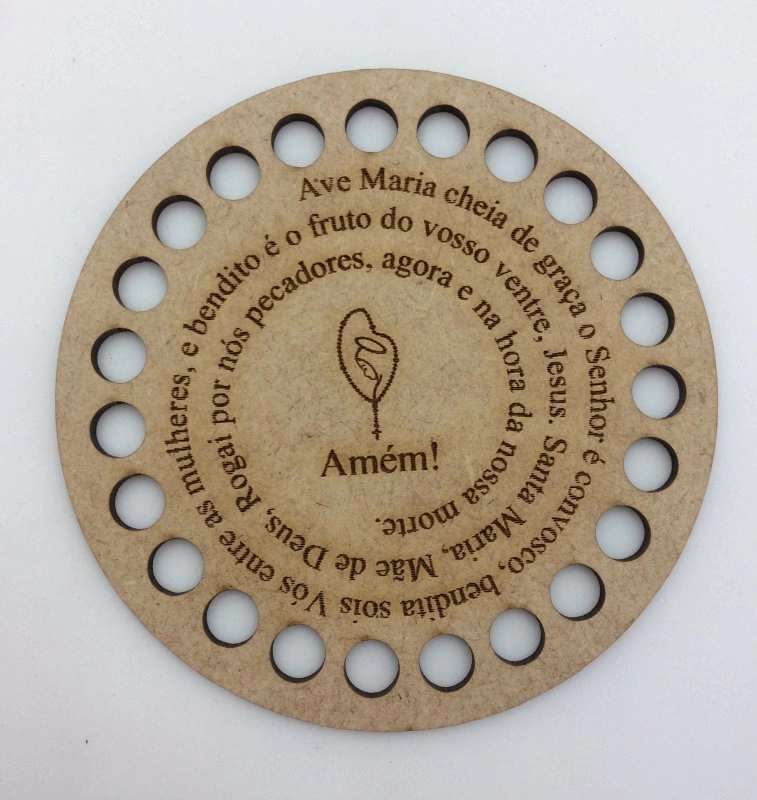 Ave Maria cheia de graça o Senhor é convosco, bendita sois Vós entre as mulheres, e bendito é o fruto do vosso ventre, Jesus. Santa Maria, Mãe de Deus, Rogai por nós pecadores, agora e na hora da nossa morte.
Amém!